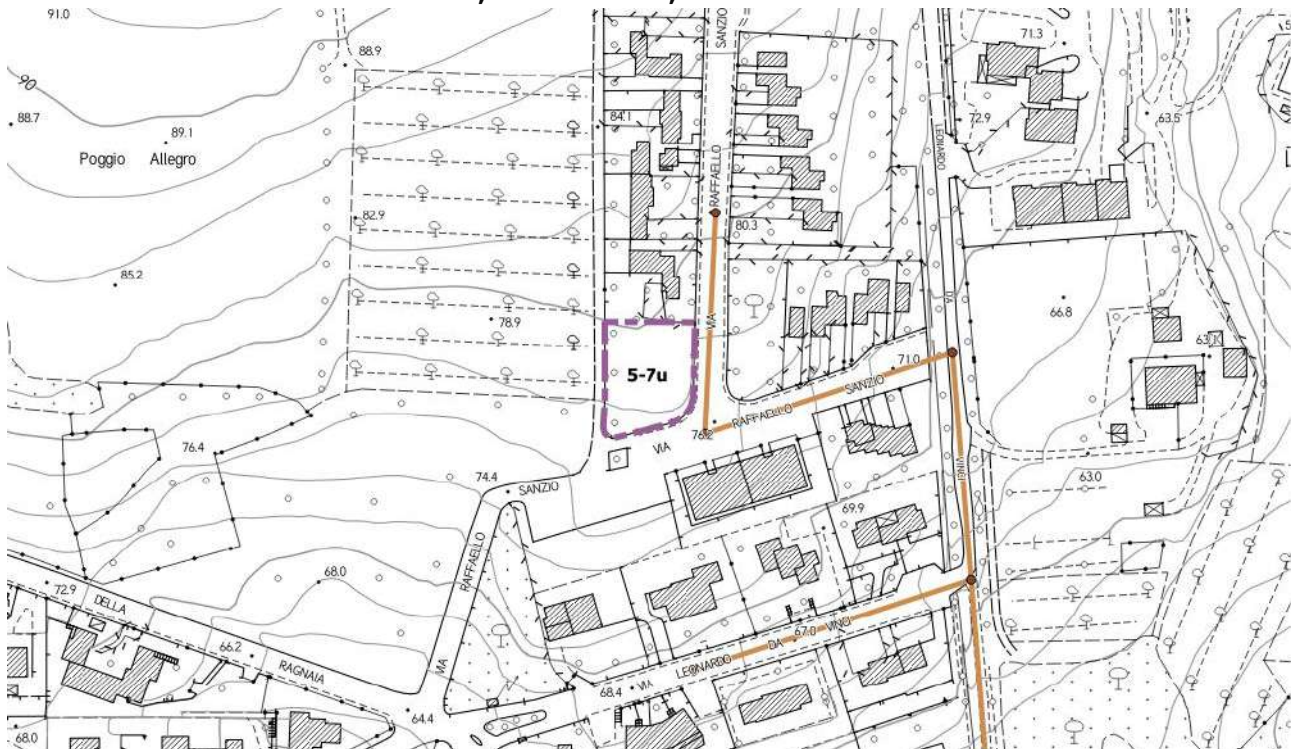 91.0
88.9
90
88.7
89.1
Poggio Allegro
84.1
SANZIO
RAFFAELLO
71.3
72.9
63.5
LEONARDO
82.9
80.3
85.2
DA
66.8
78.9
VIA
63.1
5-7u
71.0
SANZIO
RAFFAELLO
76.2
VIA
76.4
74.4
SANZIO
VINCI
63.0
69.9
RAFFAELLO
72.9
DELLA
68.0
66.2
RAGNAIA
VIA
67.0
VINCI
DA
LEONARDO
VIA
68.4
64.4
68.0